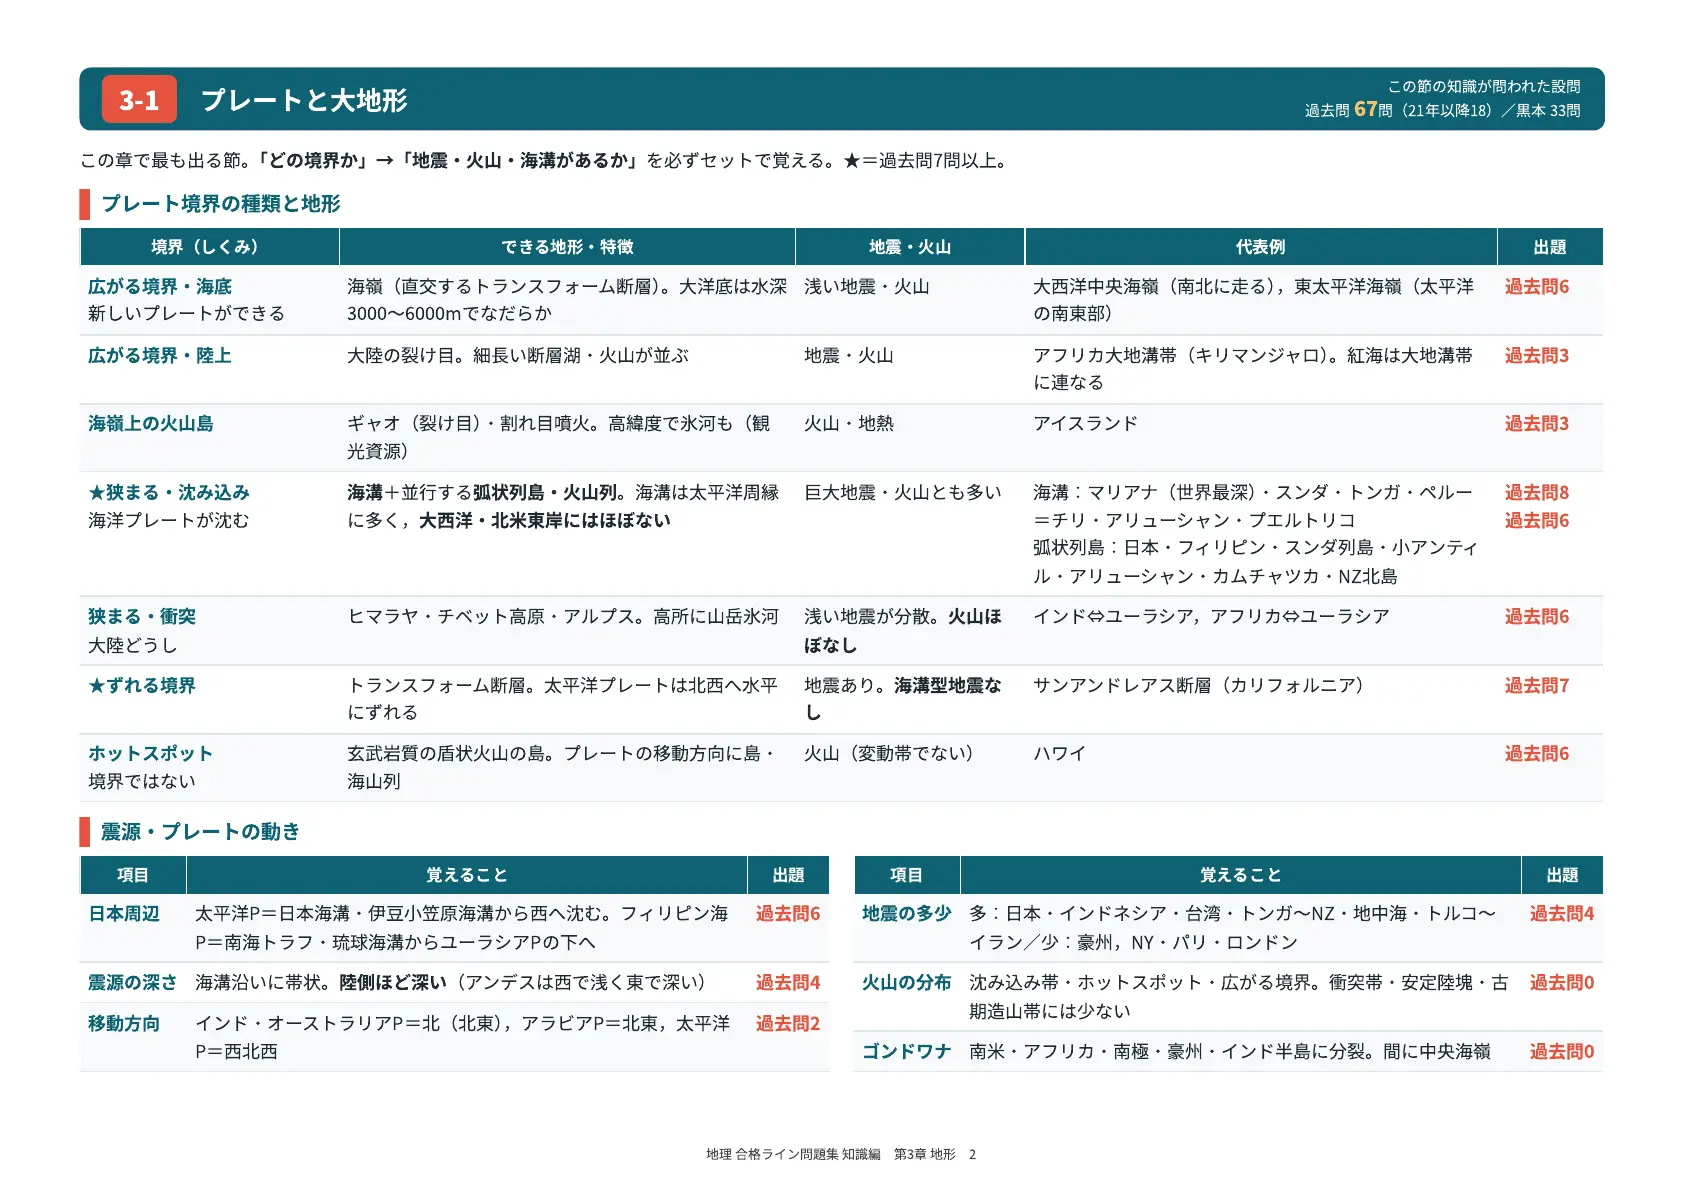 3-1 プレートと大地形
この節の知識が問われた設問
過去問 67問（21年以降18）／黒本 33問
この章で最も出る節。「どの境界か」→「地震・火山・海溝があるか」を必ずセットで覚える。★＝過去問7問以上。
プレート境界の種類と地形
境界（しくみ） できる地形・特徴 地震・火山 代表例 出題
広がる境界・海底 海嶺（直交するトランスフォーム断層）。大洋底は水深 浅い地震・火山 大西洋中央海嶺（南北に走る），東太平洋海嶺（太平洋 過去問6
新しいプレートができる 3000〜6000mでなだらか の南東部）
広がる境界・陸上 大陸の裂け目。細長い断層湖・火山が並ぶ 地震・火山 アフリカ大地溝帯（キリマンジャロ）。紅海は大地溝帯 過去問3
に連なる
海嶺上の火山島 ギャオ（裂け目）・割れ目噴火。高緯度で氷河も（観 火山・地熱 アイスランド 過去問3
光資源）
★狭まる・沈み込み 海溝＋並行する弧状列島・火山列。海溝は太平洋周縁 巨大地震・火山とも多い 海溝：マリアナ（世界最深）・スンダ・トンガ・ペルー 過去問8
海洋プレートが沈む に多く，大西洋・北米東岸にはほぼない ＝チリ・アリューシャン・プエルトリコ 過去問6
弧状列島：日本・フィリピン・スンダ列島・小アンティ
ル・アリューシャン・カムチャツカ・NZ北島
狭まる・衝突 ヒマラヤ・チベット高原・アルプス。高所に山岳氷河 浅い地震が分散。火山ほ インド⇔ユーラシア，アフリカ⇔ユーラシア 過去問6
大陸どうし ぼなし
★ずれる境界 トランスフォーム断層。太平洋プレートは北西へ水平 地震あり。海溝型地震な サンアンドレアス断層（カリフォルニア） 過去問7
にずれる し
ホットスポット 玄武岩質の盾状火山の島。プレートの移動方向に島・ 火山（変動帯でない） ハワイ 過去問6
境界ではない 海山列
震源・プレートの動き
項目 覚えること 出題
日本周辺 太平洋P＝日本海溝・伊豆小笠原海溝から西へ沈む。フィリピン海 過去問6
P＝南海トラフ・琉球海溝からユーラシアPの下へ
震源の深さ 海溝沿いに帯状。陸側ほど深い（アンデスは西で浅く東で深い） 過去問4
移動方向 インド・オーストラリアP＝北（北東），アラビアP＝北東，太平洋 過去問2
P＝西北西
項目 覚えること 出題
地震の多少 多：日本・インドネシア・台湾・トンガ〜NZ・地中海・トルコ〜 過去問4
イラン／少：豪州，NY・パリ・ロンドン
火山の分布 沈み込み帯・ホットスポット・広がる境界。衝突帯・安定陸塊・古 過去問0
期造山帯には少ない
ゴンドワナ 南米・アフリカ・南極・豪州・インド半島に分裂。間に中央海嶺 過去問0
地理 合格ライン問題集 知識編 第3章 地形 2